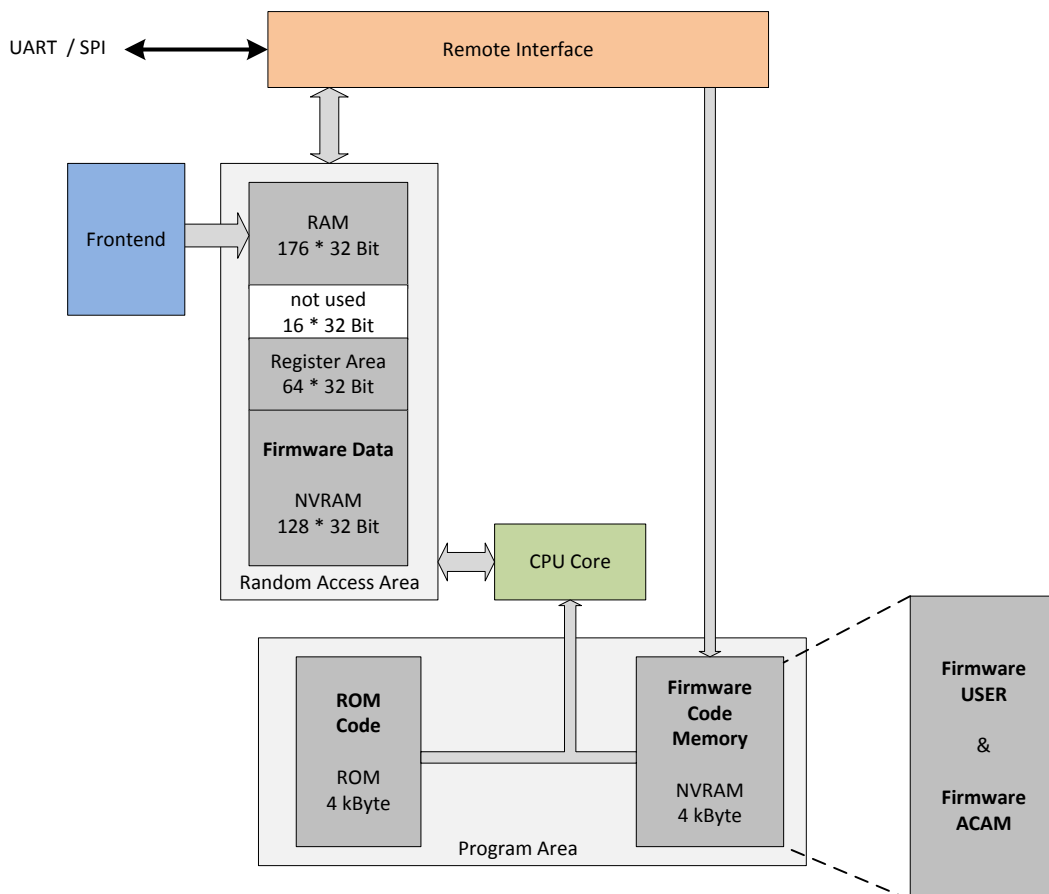 UART / SPI
Remote Interface
Frontend
RAM
176 * 32 Bit
not used
16 * 32 Bit
Register Area
64 * 32 Bit
Firmware Data
NVRAM
128 * 32 Bit
Random Access Area
CPU Core
ROM
Code
ROM
4 kByte
Firmware
Code
Memory
NVRAM
4 kByte
Program Area
Firmware
USER
&
Firmware
ACAM